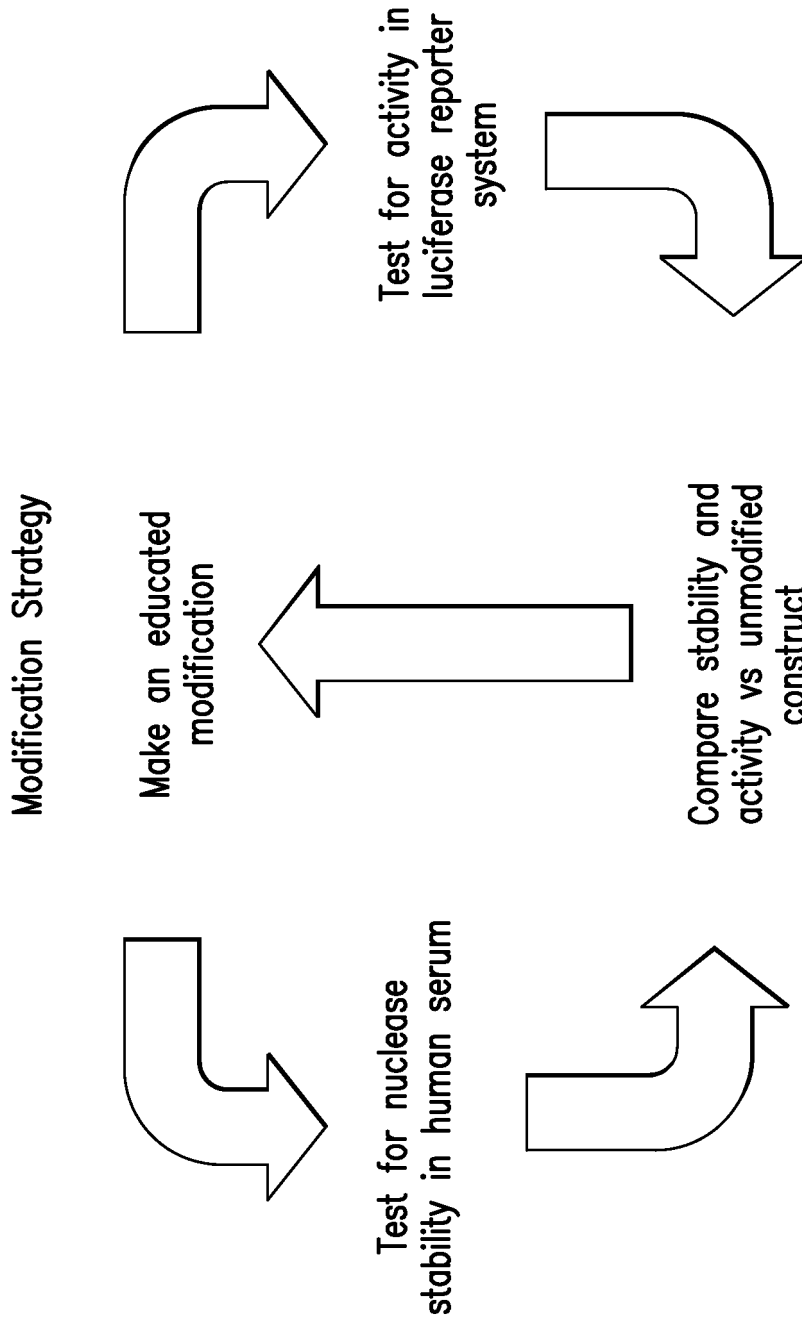 Modification Strategy
Make an educated
modification
Test for nuclease
stability in human serum
Test for activity in
luciferase reporter
system
Compare stability and
activity vs unmodified
construct